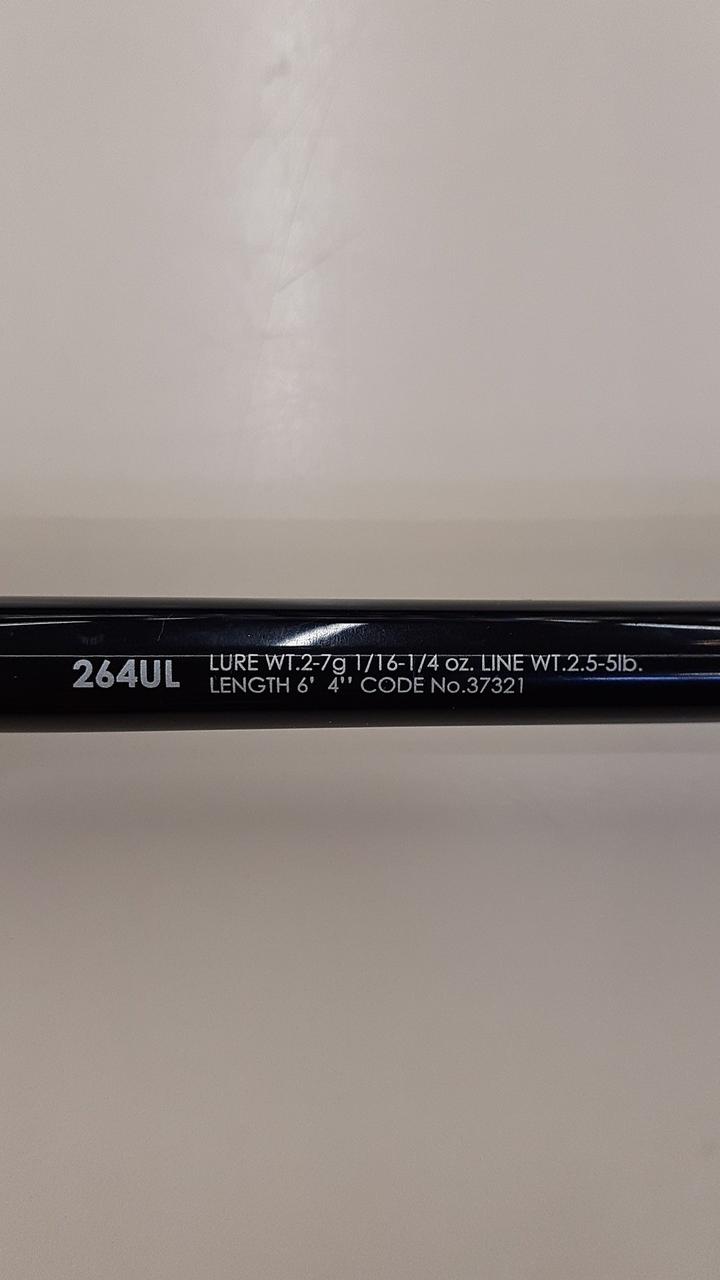 264UL
LURE WT.2-7g 1/16-1/4 oz. LINE WT.2.5-5lb.
LENGTH 6' 4'' CODE No.37321